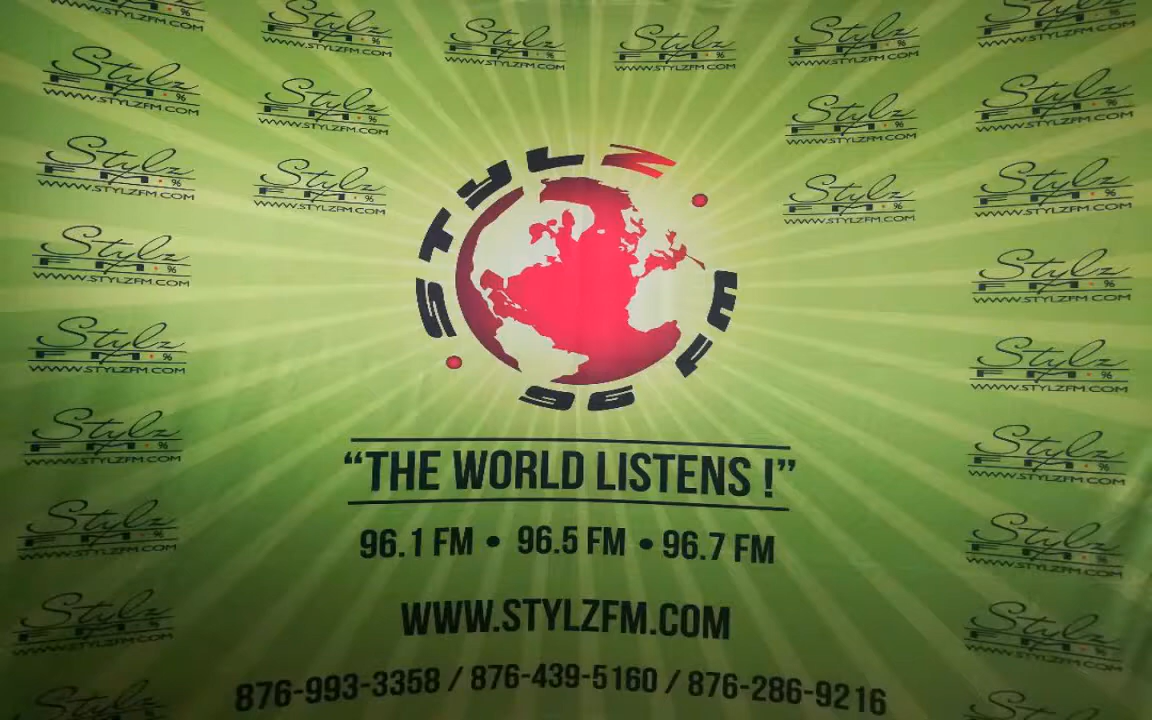 STYLZ
96 FM
"THE WORLD LISTENS !"
96.1 FM • 96.5 FM • 96.7 FM
WWW.STYLZFM.COM
876-993-3358 / 876-439-5160 / 876-286-9216
Stylz
FM
96
WWW.STYLZFM.COM